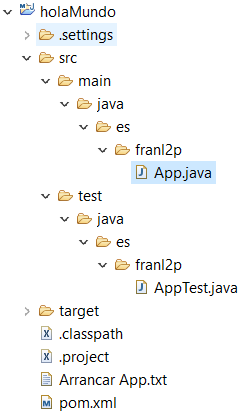 holaMundo
.settings
src
main
java
es
franl2p
App.java
test
java
es
franl2p
AppTest.java
target
.classpath
.project
Arrancar App.txt
pom.xml